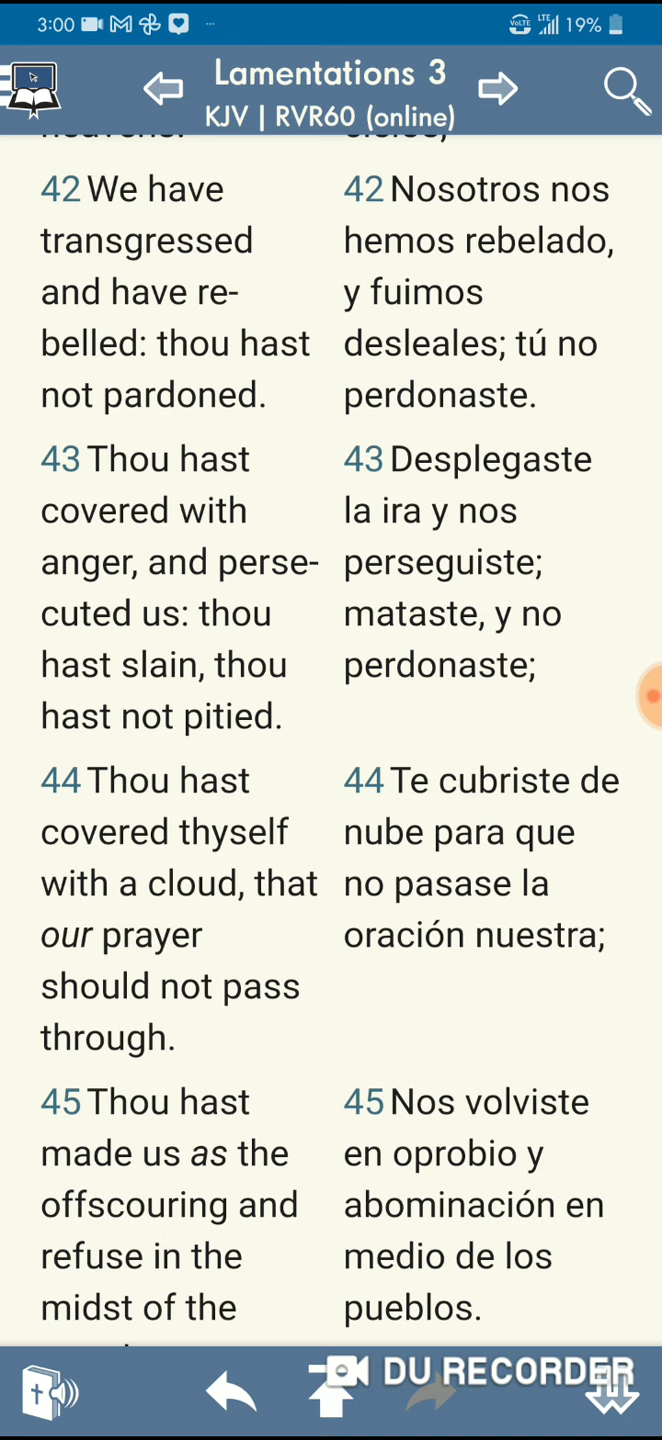 3:00
VoLTE LTE 19%
Lamentations 3
KJV | RVR60 (online)
42 We have
transgressed
and have re-
belled: thou hast
not pardoned.
43 Thou hast
covered with
anger, and perse-
cuted us: thou
hast slain, thou
hast not pitied.
44 Thou hast
covered thyself
with a cloud, that
our prayer
should not pass
through.
45 Thou hast
made us as the
offscouring and
refuse in the
midst of the
42 Nosotros nos
hemos rebelado,
y fuimos
desleales; tú no
perdonaste.
43 Desplegaste
la ira y nos
perseguiste;
mataste, y no
perdonaste;
44 Te cubriste de
nube para que
no pasase la
oración nuestra;
45 Nos volviste
en oprobio y
abominación en
medio de los
pueblos.
DU RECORDER